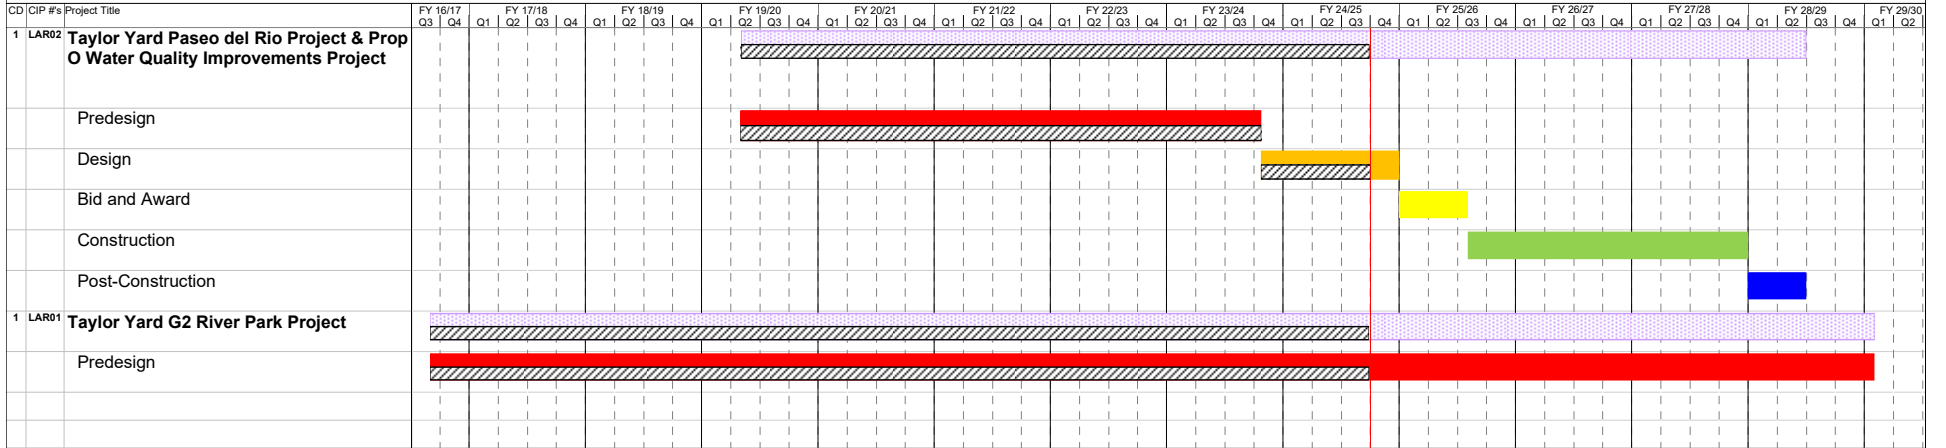 CD CIP #'s Project Title FY 16/17 FY 17/18 FY 18/19 FY 19/20 FY 20/21 FY 21/22 FY 22/23 FY 23/24 FY 24/25 FY 25/26 FY 26/27 FY 27/28 FY 28/29 FY 29/30
Q3 Q4 Q1 Q2 Q3 Q4 Q1 Q2 Q3 Q4 Q1 Q2 Q3 Q4 Q1 Q2 Q3 Q4 Q1 Q2 Q3 Q4 Q1 Q2 Q3 Q4 Q1 Q2 Q3 Q4 Q1 Q2 Q3 Q4 Q1 Q2 Q3 Q4 Q1 Q2 Q3 Q4 Q1 Q2 Q3 Q4 Q1 Q2 Q3 Q4 Q1 Q2
1 LAR02 Taylor Yard Paseo del Rio Project & Prop
O Water Quality Improvements Project
Predesign
Design
Bid and Award
Construction
Post-Construction
1 LAR01 Taylor Yard G2 River Park Project
Predesign